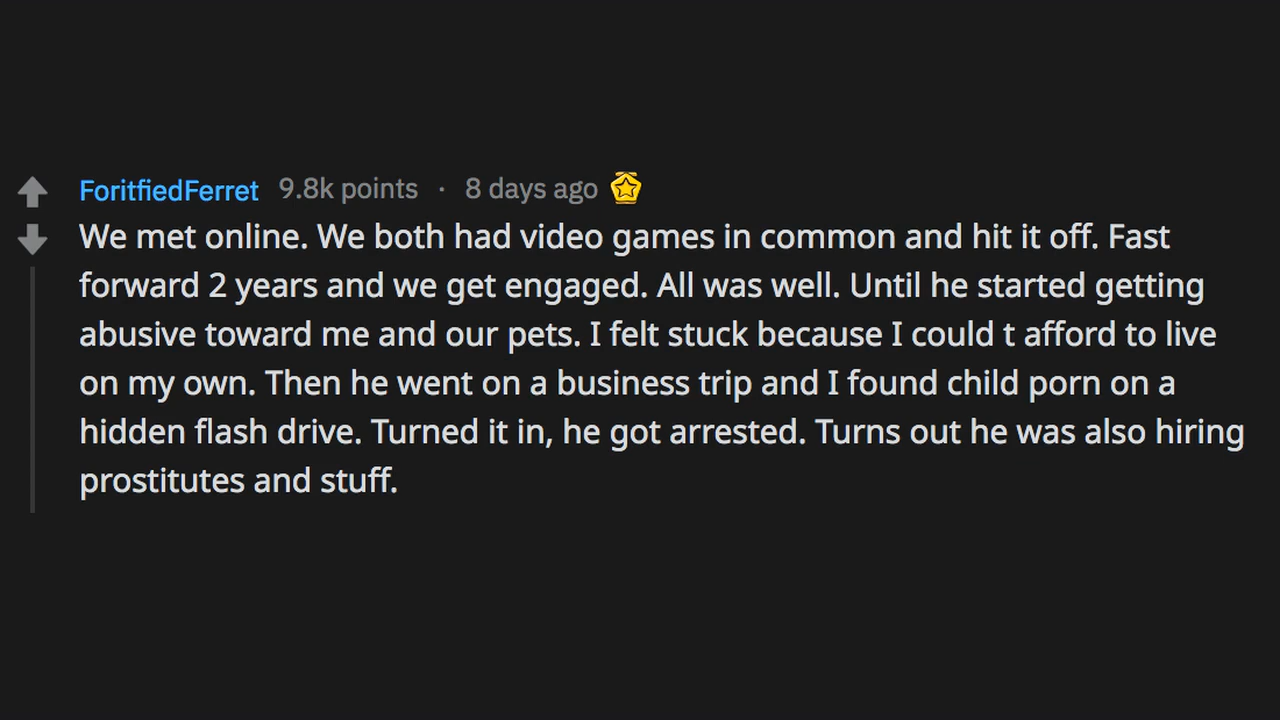 ForitfiedFerret 9.8k points · 8 days ago
We met online. We both had video games in common and hit it off. Fast
forward 2 years and we get engaged. All was well. Until he started getting
abusive toward me and our pets. I felt stuck because I could t afford to live
on my own. Then he went on a business trip and I found child porn on a
hidden flash drive. Turned it in, he got arrested. Turns out he was also hiring
prostitutes and stuff.